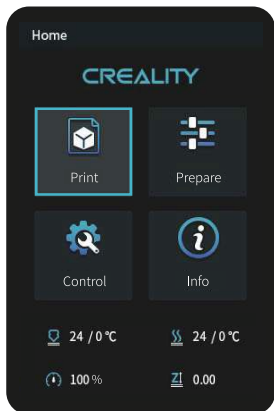 Home
CREALITY
Print
Prepare
Control
Info
24 / 0 ℃
24 / 0 ℃
100 %
Z 0.00